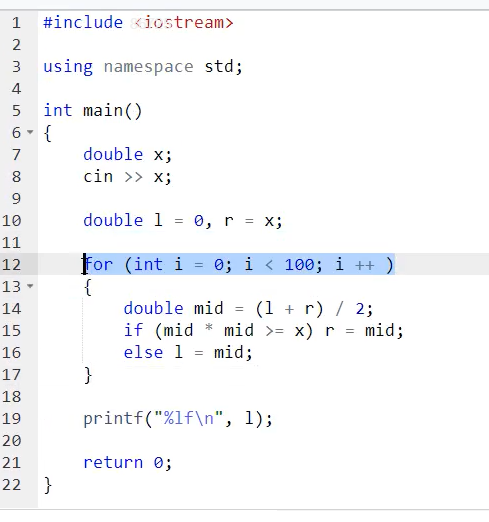 1 #include <iostream>
2
3 using namespace std;
4
5 int main()
6 {
7 double x;
8 cin >> x;
9
10 double l = 0, r = x;
11
12 for (int i = 0; i < 100; i ++ )
13 {
14 double mid = (l + r) / 2;
15 if (mid * mid >= x) r = mid;
16 else l = mid;
17 }
18
19 printf("%lf\n", l);
20
21 return 0;
22 }